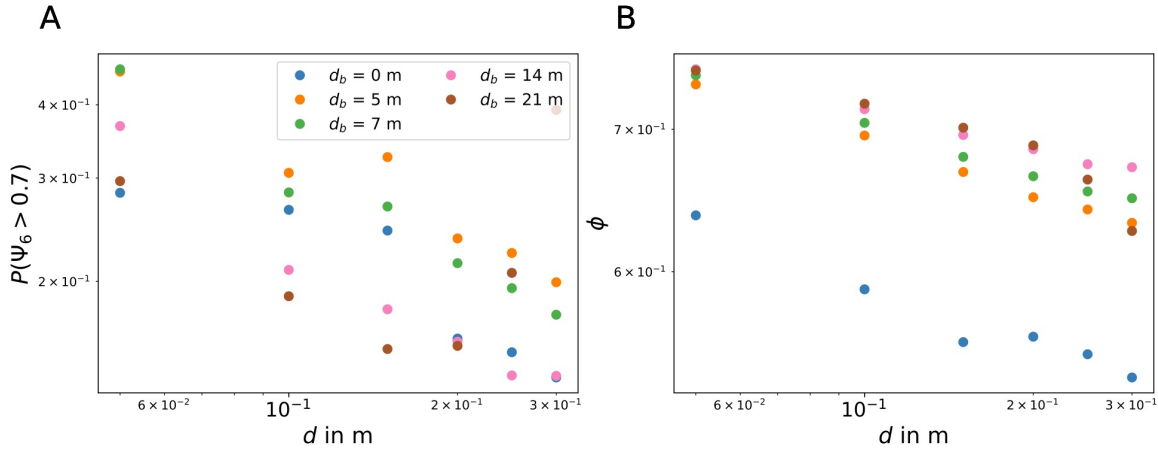 A
B
d_b = 0 m
d_b = 5 m
d_b = 7 m
d_b = 14 m
d_b = 21 m
P(Ψ_6 > 0.7)
4 × 10^-1
3 × 10^-1
2 × 10^-1
6 × 10^-2
10^-1
2 × 10^-1
3 × 10^-1
d in m
ϕ
7 × 10^-1
6 × 10^-1
6 × 10^-2
10^-1
2 × 10^-1
3 × 10^-1
d in m